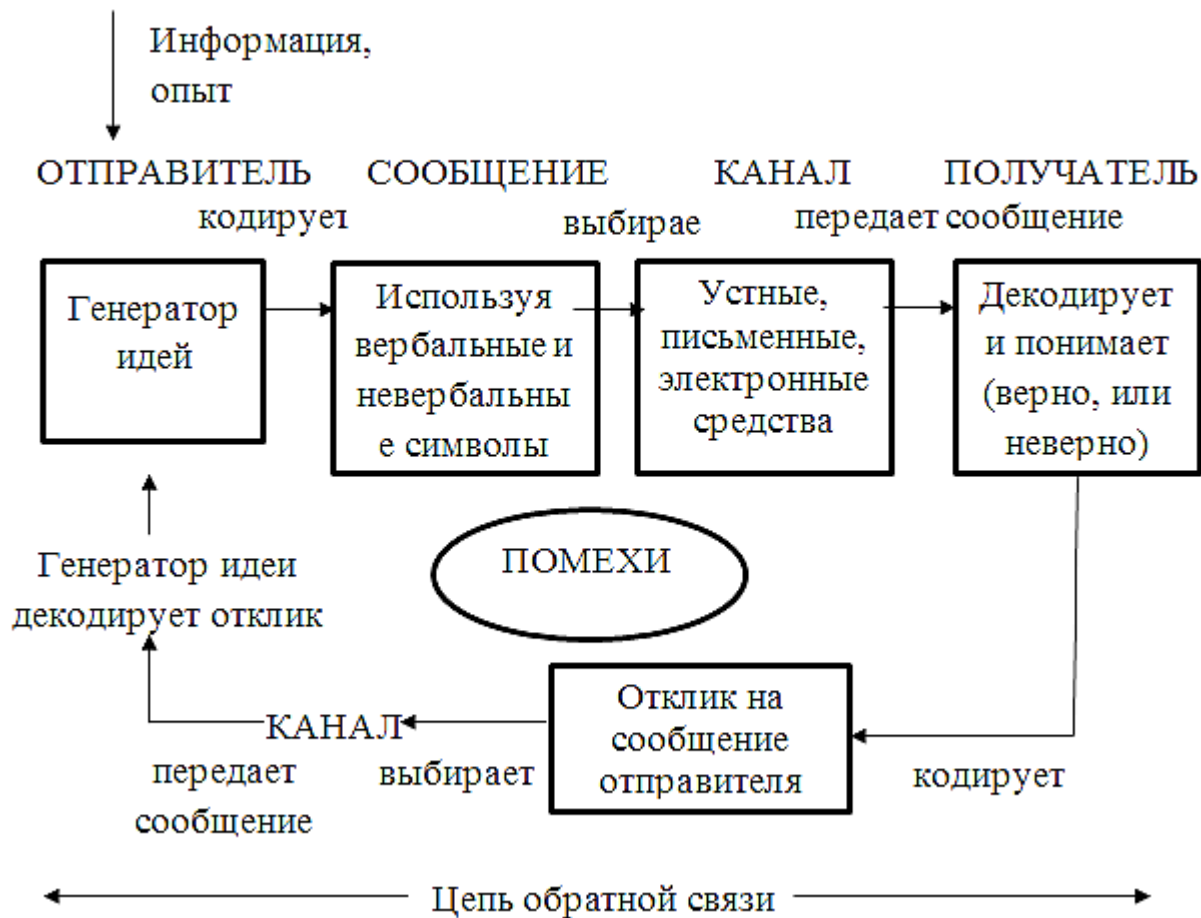 Информация,
опыт
ОТПРАВИТЕЛЬ СООБЩЕНИЕ КАНАЛ ПОЛУЧАТЕЛЬ
кодирует выбирае передает сообщение
Генератор
идей
Используя
вербальные и
невербальны
е символы
Устные,
письменные,
электронные
средства
Декодирует
и понимает
(верно, или
неверно)
ПОМЕХИ
Генератор идеи
декодирует отклик
Отклик на
сообщение
отправителя
КАНАЛ
передает
сообщение
выбирает
кодирует
Цепь обратной связи